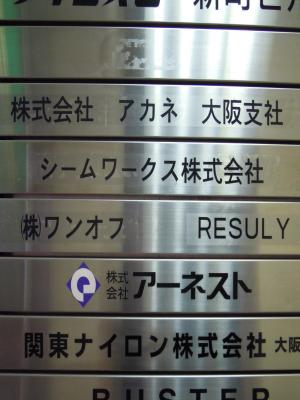 株式会社 アカネ 大阪支社
シームワークス株式会社
㈱ワンオフ RESULY
株式会社 アーネスト
関東ナイロン株式会社 大阪
BUSTER